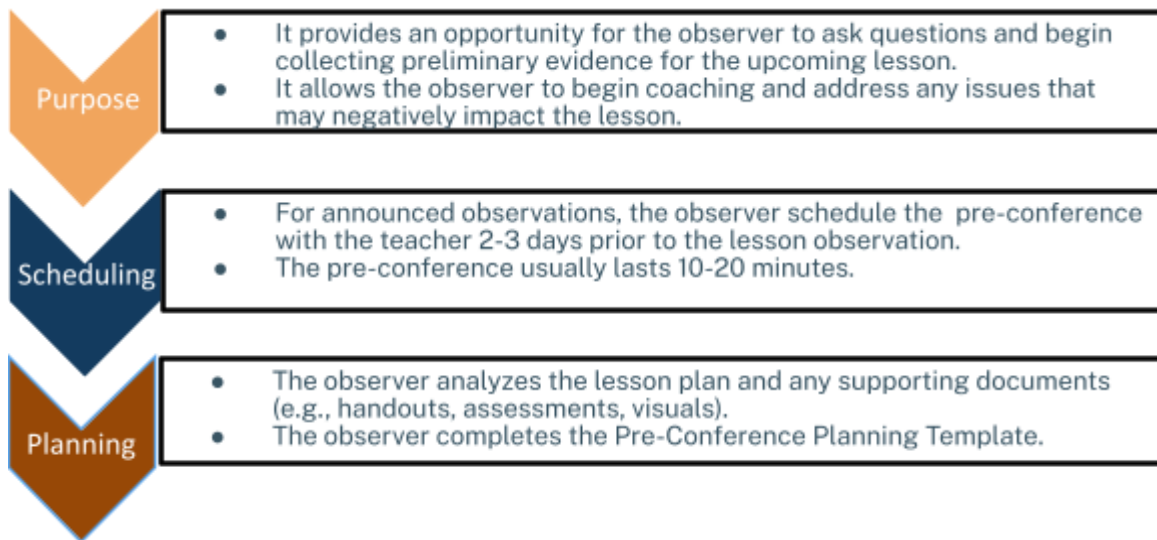 Purpose
● It provides an opportunity for the observer to ask questions and begin
collecting preliminary evidence for the upcoming lesson.
● It allows the observer to begin coaching and address any issues that
may negatively impact the lesson.
Scheduling
● For announced observations, the observer schedule the  pre-conference
with the teacher 2-3 days prior to the lesson observation.
● The pre-conference usually lasts 10-20 minutes.
Planning
● The observer analyzes the lesson plan and any supporting documents
(e.g., handouts, assessments, visuals).
● The observer completes the Pre-Conference Planning Template.